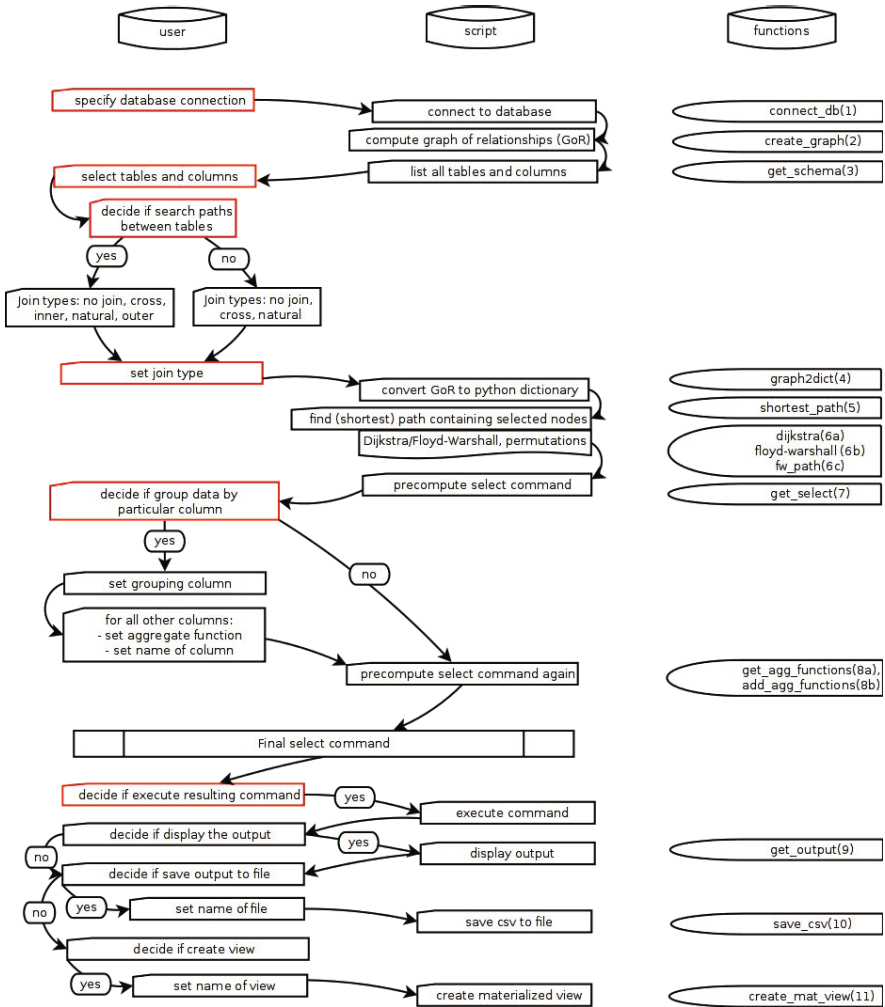 user
script
functions
specify database connection
connect to database
connect_db(1)
compute graph of relationships (GoR)
create_graph(2)
select tables and columns
list all tables and columns
get_schema(3)
decide if search paths
between tables
yes
no
Join types: no join, cross,
inner, natural, outer
Join types: no join,
cross, natural
set join type
convert GoR to python dictionary
graph2dict(4)
find (shortest) path containing selected nodes
shortest_path(5)
Dijkstra/Floyd-Warshall, permutations
dijkstra(6a)
floyd-warshall (6b)
fw_path(6c)
precompute select command
get_select(7)
decide if group data by
particular column
yes
no
set grouping column
for all other columns:
- set aggregate function
- set name of column
precompute select command again
get_agg_functions(8a),
add_agg_functions(8b)
Final select command
decide if execute resulting command
yes
execute command
decide if display the output
yes
display output
get_output(9)
no
decide if save output to file
yes
set name of file
save csv to file
save_csv(10)
no
decide if create view
yes
set name of view
create materialized view
create_mat_view(11)